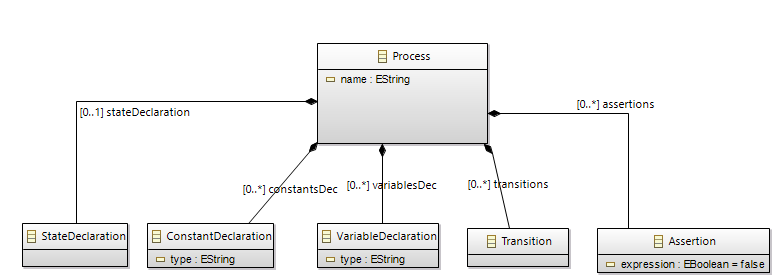 Process
name : EString
[0..*] assertions
[0..1] stateDeclaration
[0..*] constantsDec
[0..*] variablesDec
[0..*] transitions
StateDeclaration
ConstantDeclaration
type : EString
VariableDeclaration
type : EString
Transition
Assertion
expression : EBoolean = false